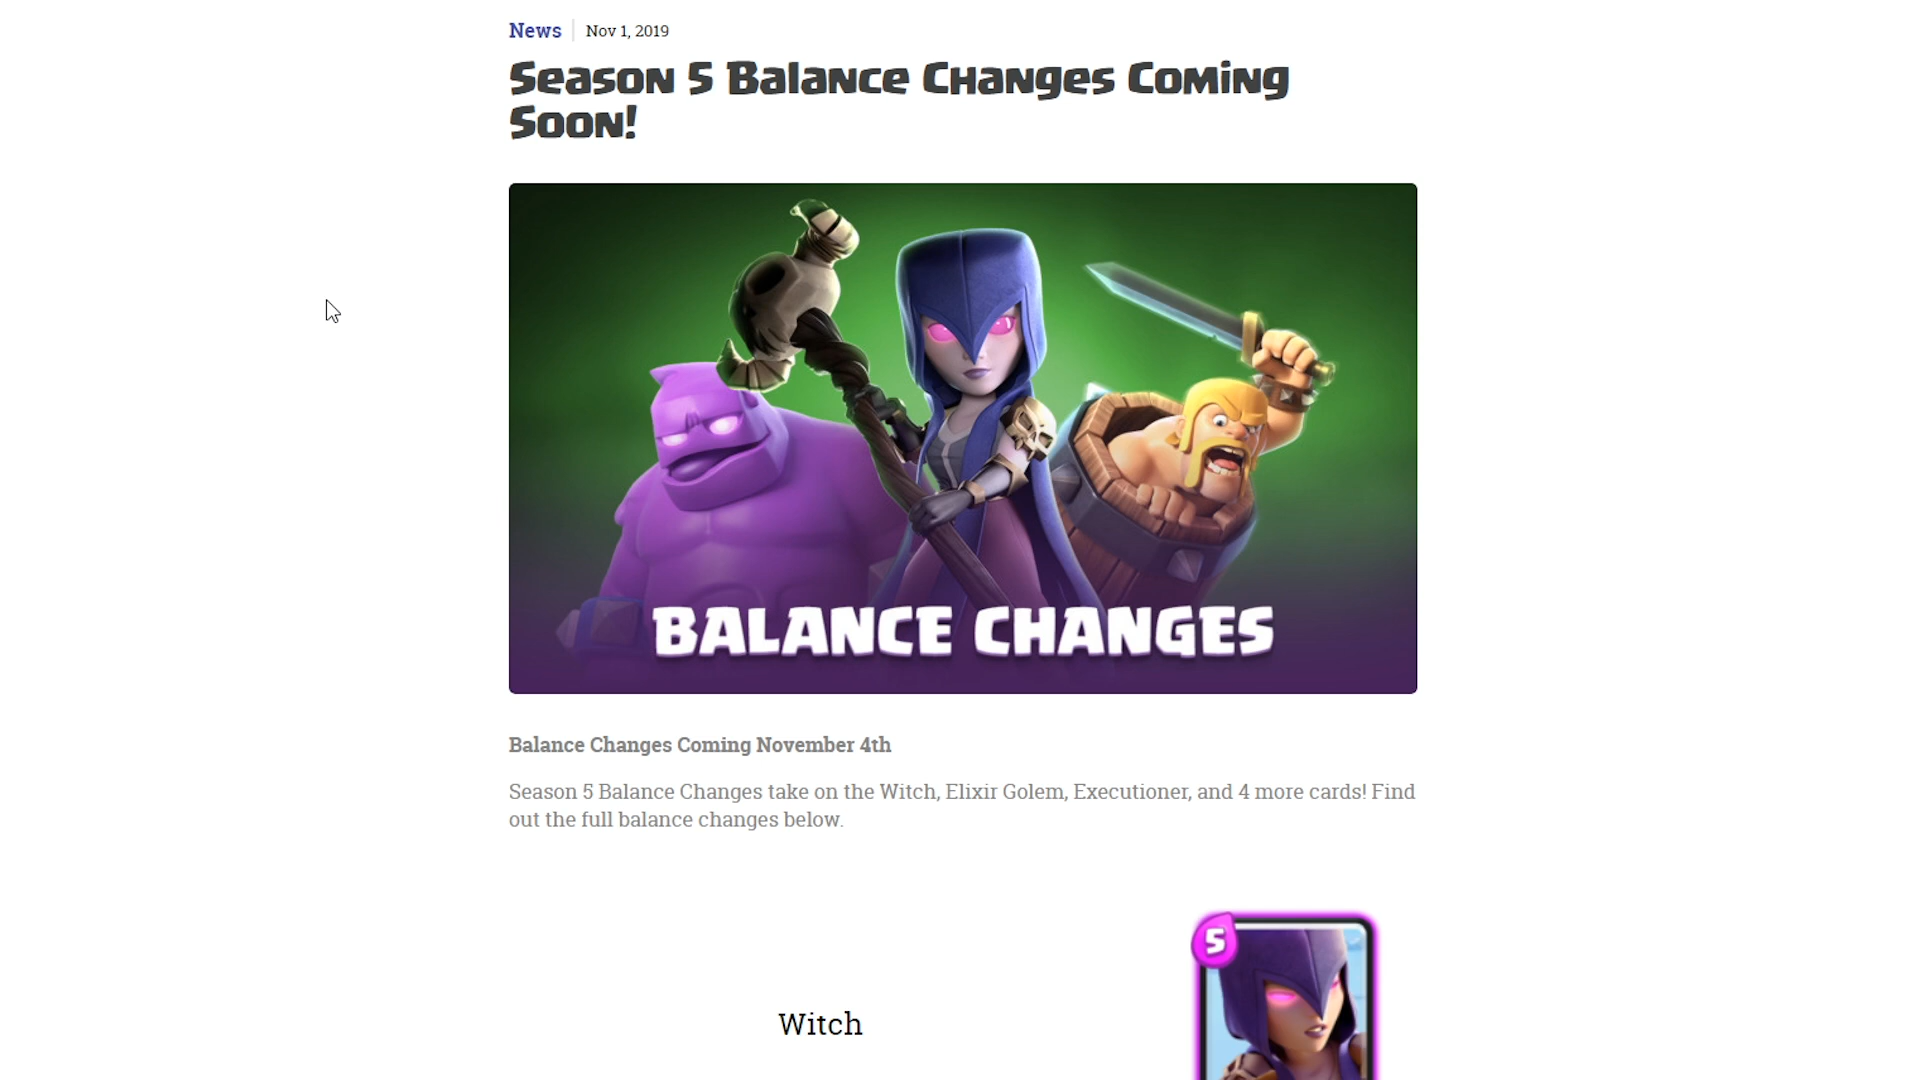 News
Nov 1, 2019
Season 5 Balance Changes Coming
Soon!
BALANCE CHANGES
Balance Changes Coming November 4th
Season 5 Balance Changes take on the Witch, Elixir Golem, Executioner, and 4 more cards! Find
out the full balance changes below.
5
Witch